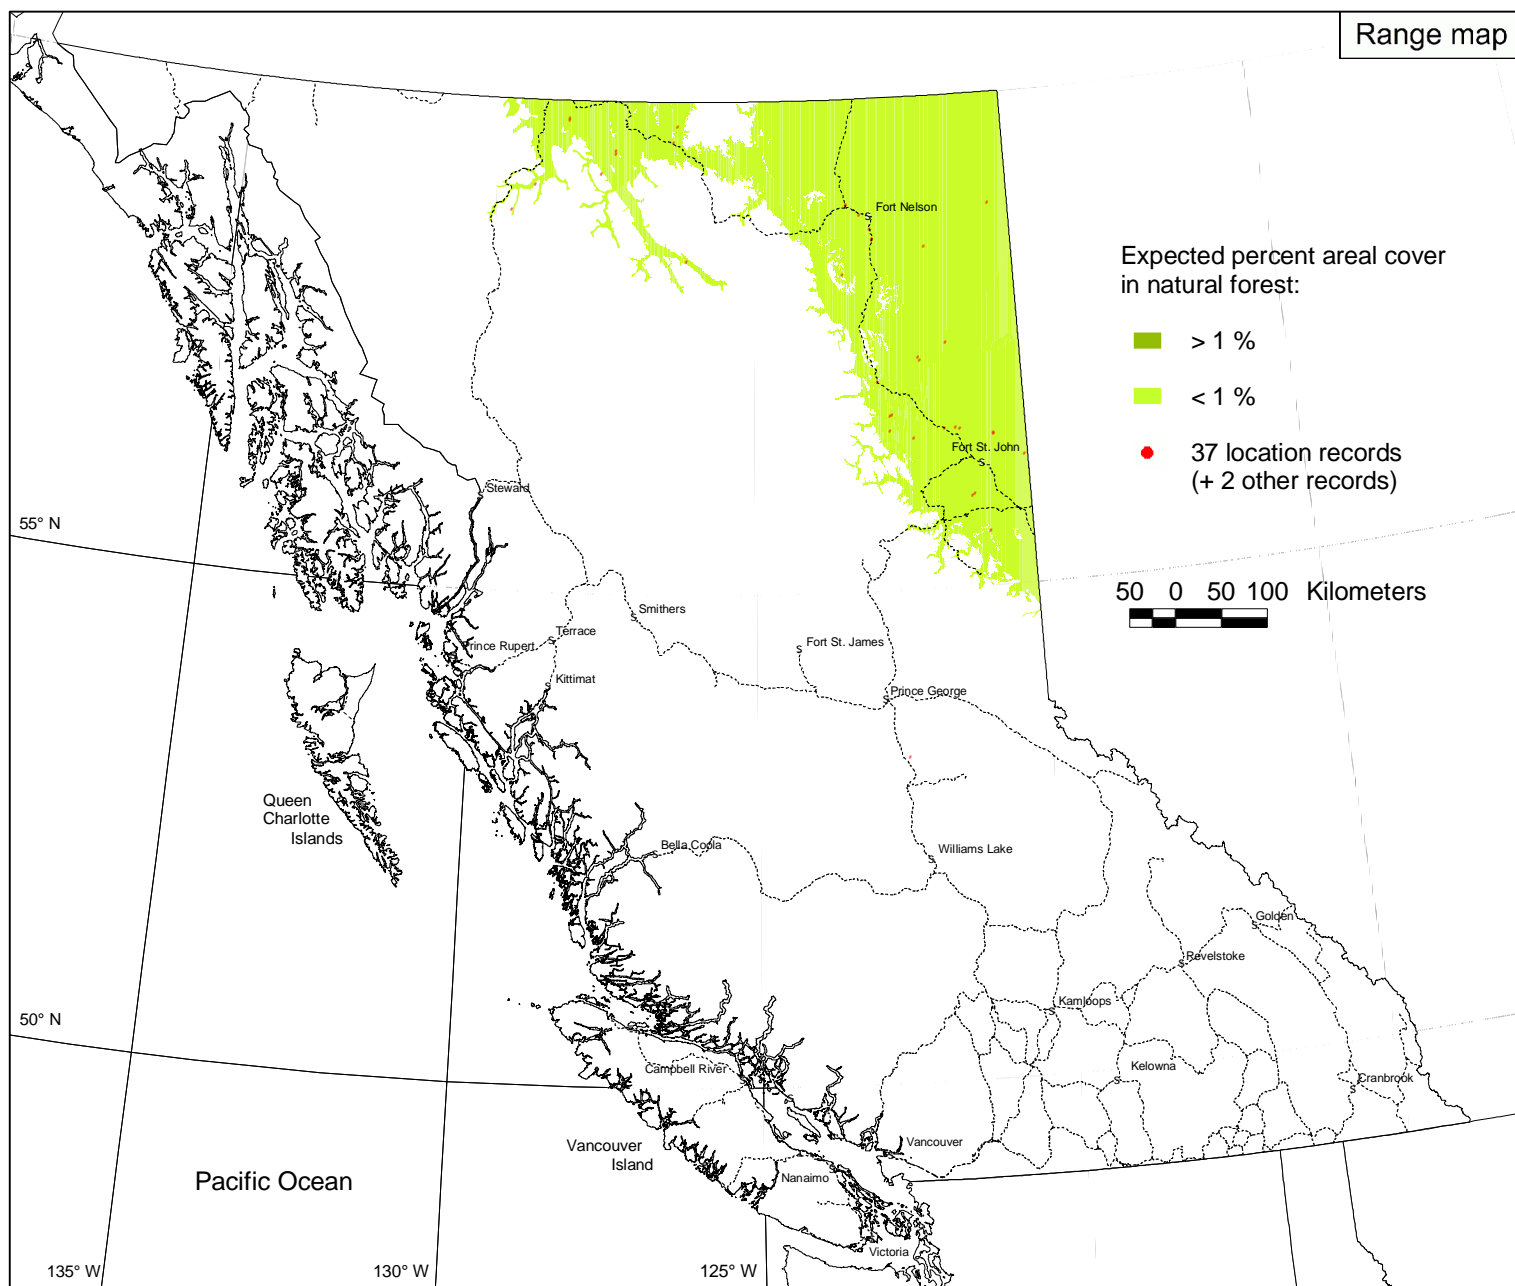 Range map
Fort Nelson
Expected percent areal cover
in natural forest:
> 1 %
< 1 %
37 location records
(+ 2 other records)
Fort St. John
Steward
55° N
50 0 50 100 Kilometers
Smithers
Terrace
Prince Rupert
Fort St. James
Kittimat
Prince George
Queen
Charlotte
Islands
Bella Coola
Williams Lake
Golden
Revelstoke
Kamloops
50° N
Campbell River
Kelowna
Cranbrook
Vancouver
Island
Vancouver
Pacific Ocean
Nanaimo
Victoria
135° W
130° W
125° W